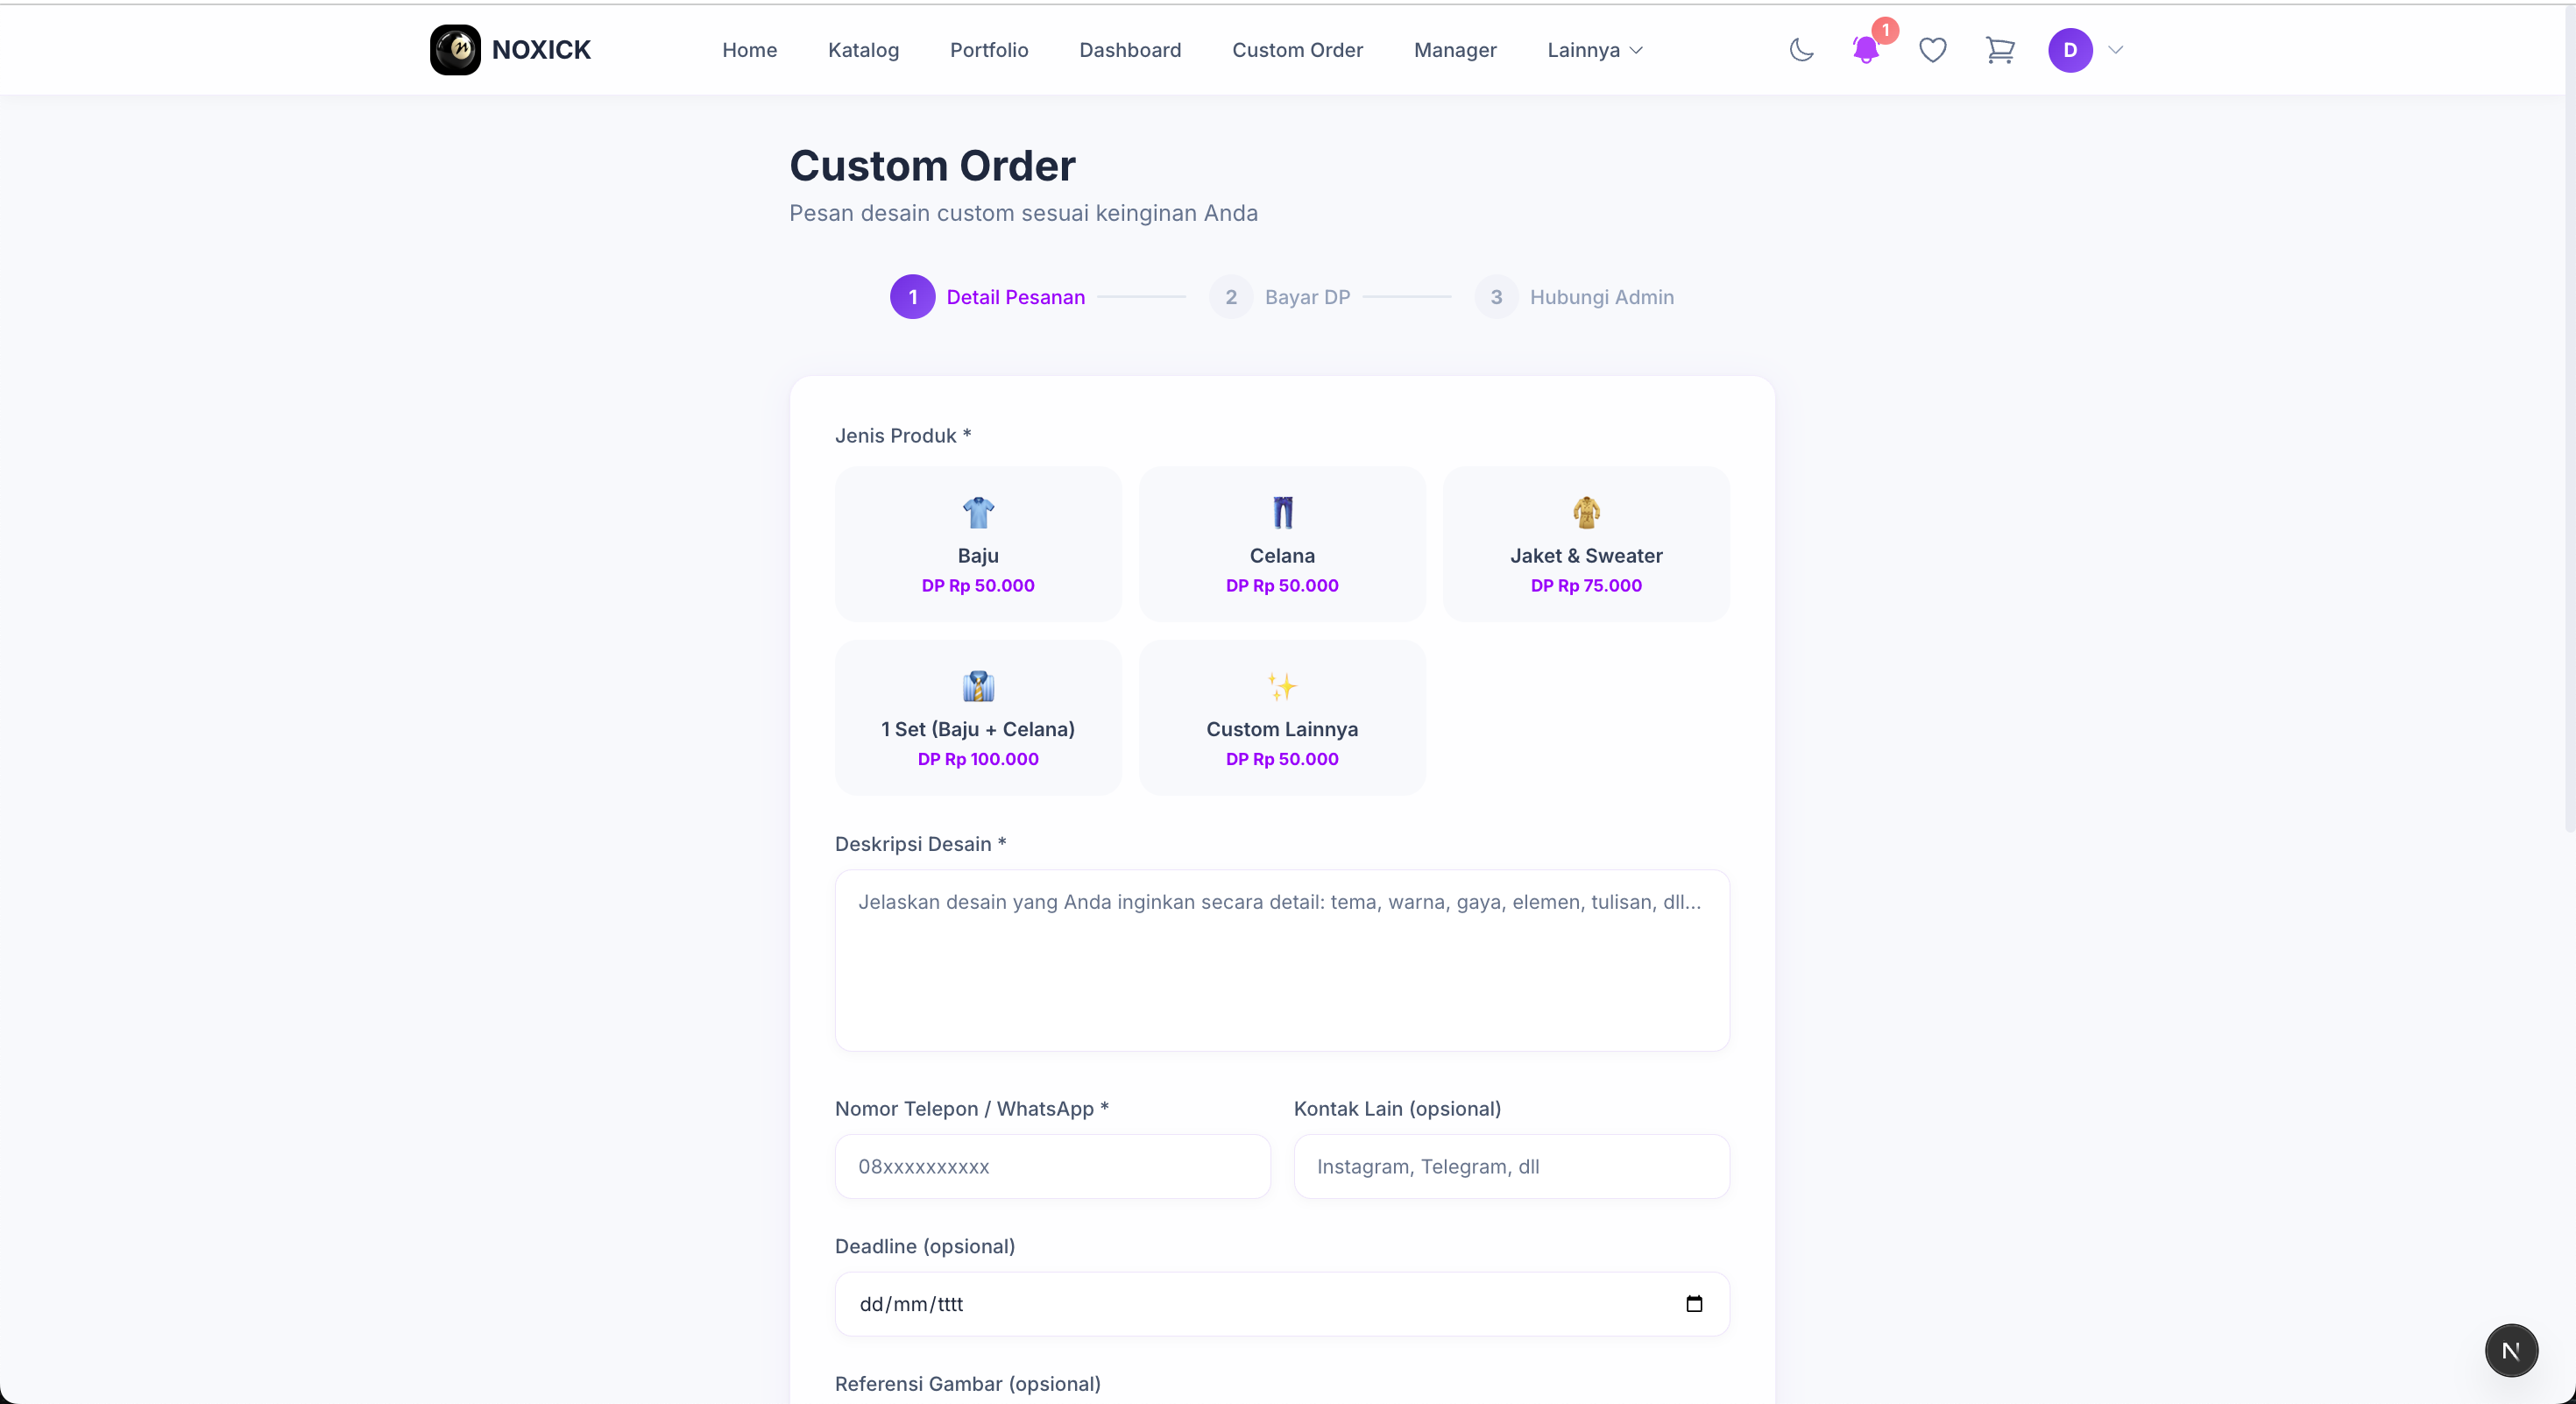 NOXICK
Home
Katalog
Portfolio
Dashboard
Custom Order
Manager
Lainnya
1
D
Custom Order
Pesan desain custom sesuai keinginan Anda
1 Detail Pesanan
2 Bayar DP
3 Hubungi Admin
Jenis Produk *
Baju
DP Rp 50.000
Celana
DP Rp 50.000
Jaket & Sweater
DP Rp 75.000
1 Set (Baju + Celana)
DP Rp 100.000
Custom Lainnya
DP Rp 50.000
Deskripsi Desain *
Jelaskan desain yang Anda inginkan secara detail: tema, warna, gaya, elemen, tulisan, dll...
Nomor Telepon / WhatsApp *
08xxxxxxxxxx
Kontak Lain (opsional)
Instagram, Telegram, dll
Deadline (opsional)
dd/mm/tttt
Referensi Gambar (opsional)
N